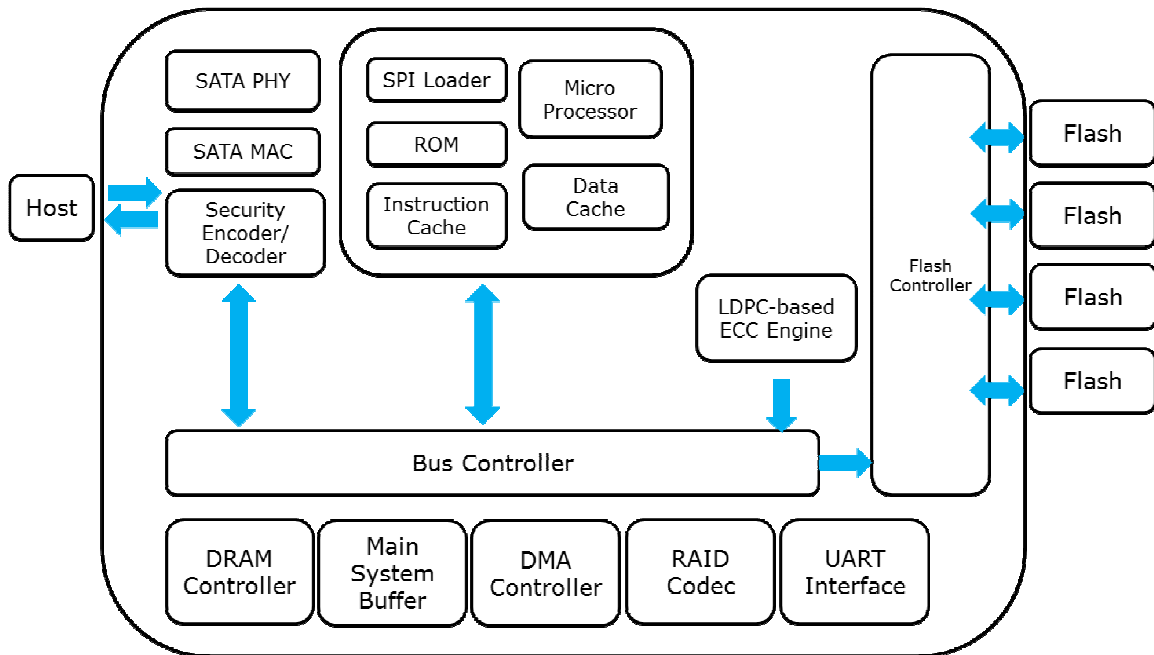 SATA PHY
SATA MAC
Host
Security
Encoder/
Decoder
SPI Loader
ROM
Instruction
Cache
Micro
Processor
Data
Cache
LDPC-based
ECC Engine
Flash
Controller
Flash
Flash
Flash
Flash
Bus Controller
DRAM
Controller
Main
System
Buffer
DMA
Controller
RAID
Codec
UART
Interface